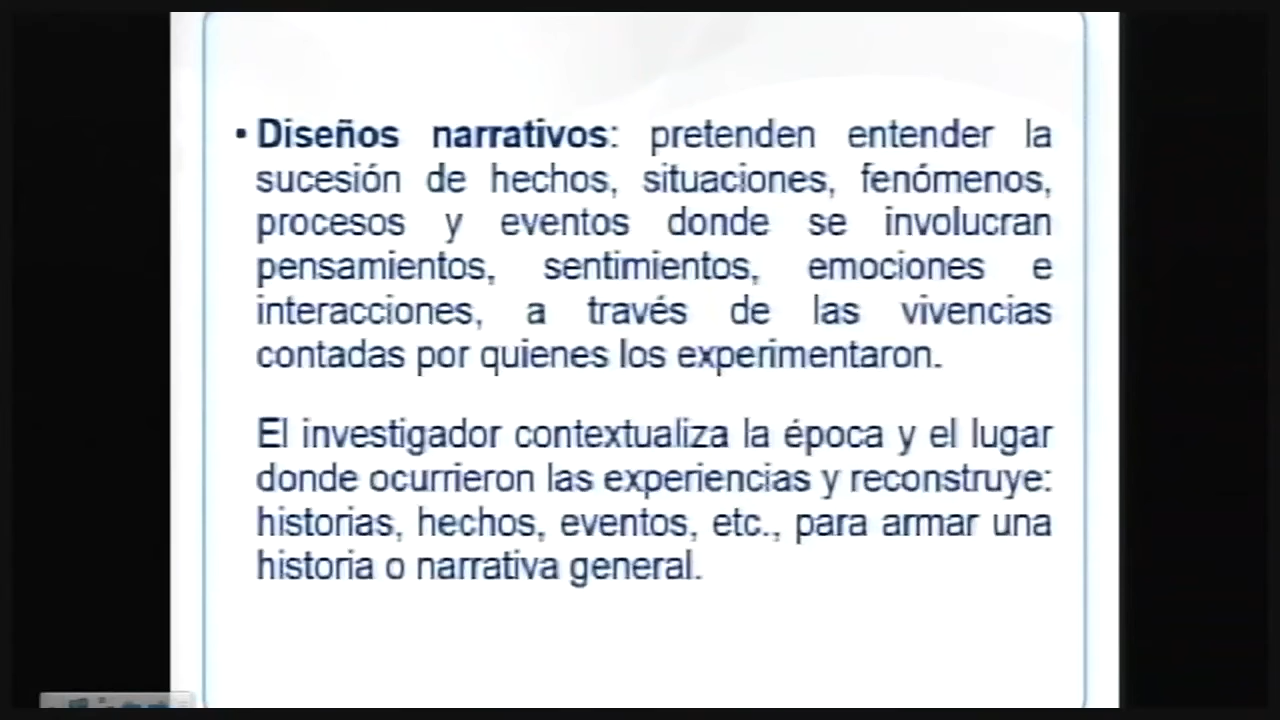 • Diseños narrativos: pretenden entender la
sucesión de hechos, situaciones, fenómenos,
procesos y eventos donde se involucran
pensamientos, sentimientos, emociones e
interacciones, a través de las vivencias
contadas por quienes los experimentaron.
El investigador contextualiza la época y el lugar
donde ocurrieron las experiencias y reconstruye:
historias, hechos, eventos, etc., para armar una
historia o narrativa general.